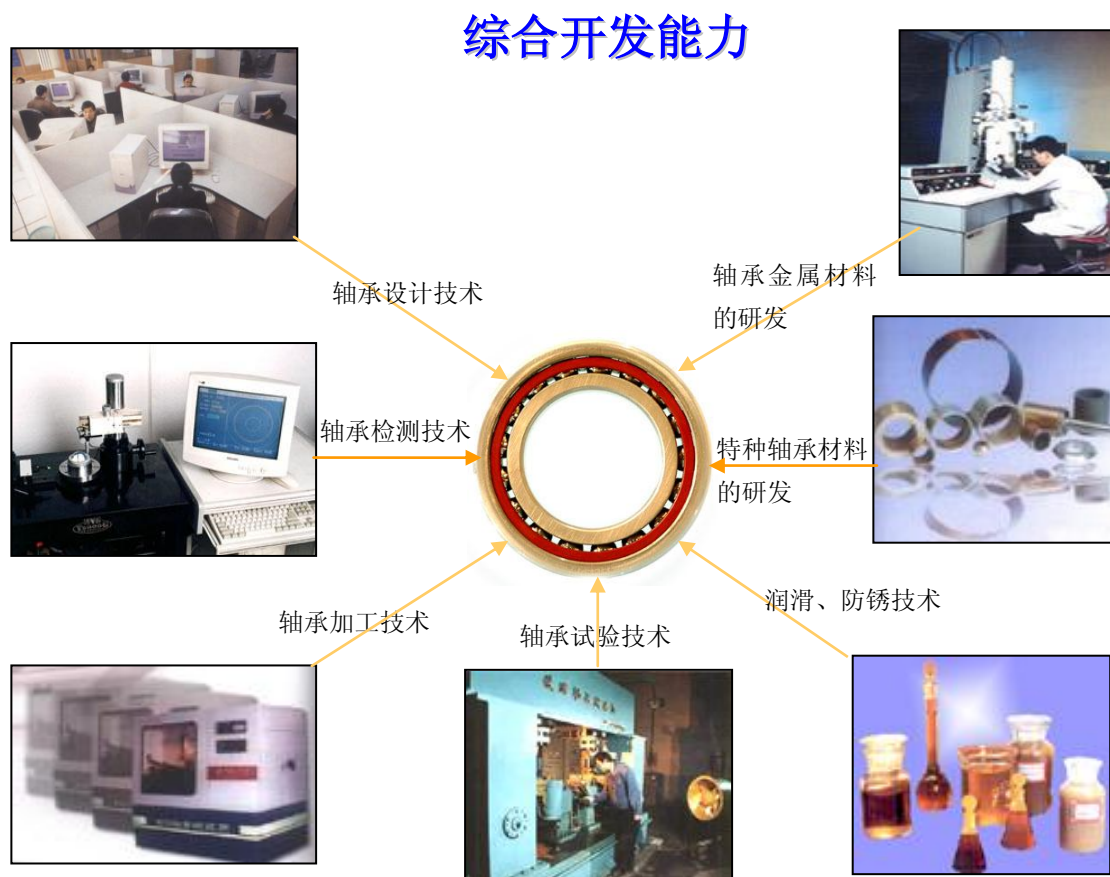 综合开发能力
轴承设计技术
轴承金属材料
的研发
轴承检测技术
特种轴承材料
的研发
轴承加工技术
轴承试验技术
润滑、防锈技术